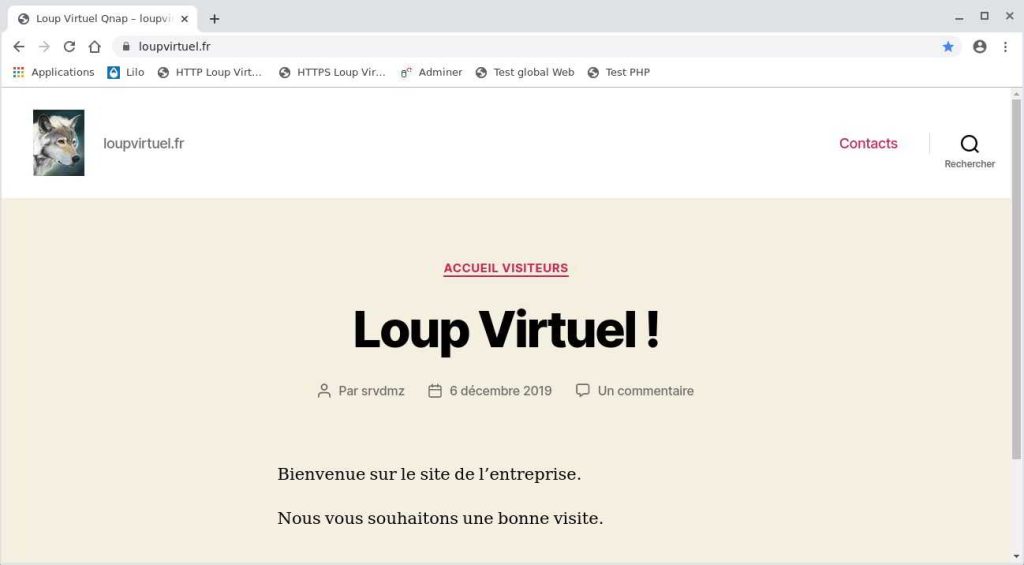 Loup Virtuel Qnap – loupvi
loupvirtuel.fr
Applications Lilo HTTP Loup Virt... HTTPS Loup Vir... Adminer Test global Web Test PHP
loupvirtuel.fr Contacts
Rechercher
ACCUEIL VISITEURS
Loup Virtuel !
Par srvdmz 6 décembre 2019 Un commentaire
Bienvenue sur le site de l’entreprise.
Nous vous souhaitons une bonne visite.